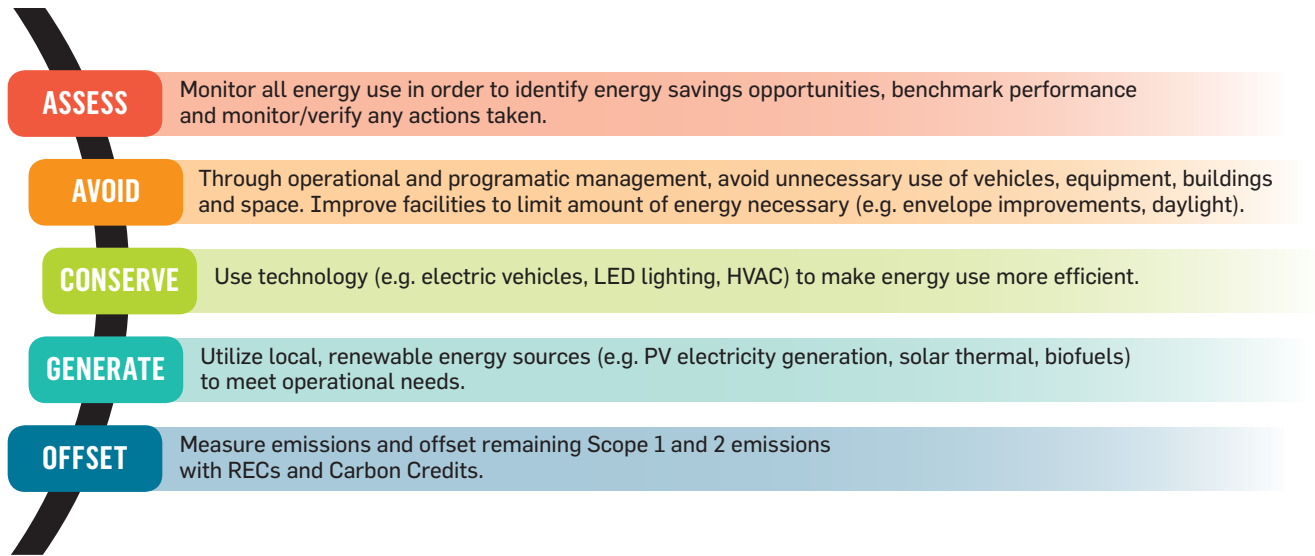 ASSESS
Monitor all energy use in order to identify energy savings opportunities, benchmark performance
and monitor/verify any actions taken.
AVOID
Through operational and programatic management, avoid unnecessary use of vehicles, equipment, buildings
and space. Improve facilities to limit amount of energy necessary (e.g. envelope improvements, daylight).
CONSERVE
Use technology (e.g. electric vehicles, LED lighting, HVAC) to make energy use more efficient.
GENERATE
Utilize local, renewable energy sources (e.g. PV electricity generation, solar thermal, biofuels)
to meet operational needs.
OFFSET
Measure emissions and offset remaining Scope 1 and 2 emissions
with RECs and Carbon Credits.